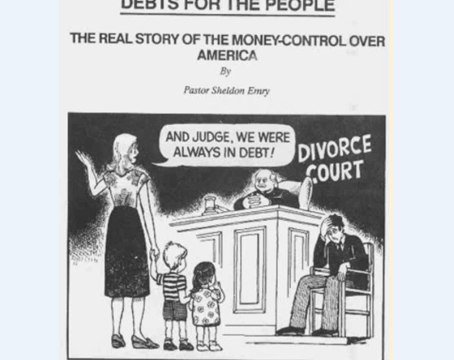 DEBTS FOR THE PEOPLE
THE REAL STORY OF THE MONEY-CONTROL OVER
AMERICA
By
Pastor Sheldon Emry
AND JUDGE, WE WERE
ALWAYS IN DEBT!
DIVORCE
COURT